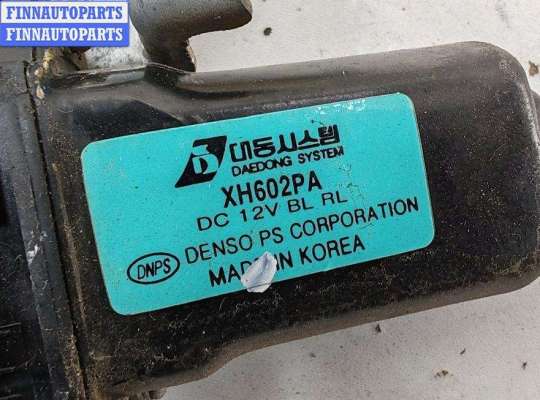 FINNAUTOPARTS
FINNAUTOPARTS
대동시스템
DAEDONG SYSTEM
XH602PA
DC 12V BL RL
DNPS DENSO PS CORPORATION
MADE IN KOREA